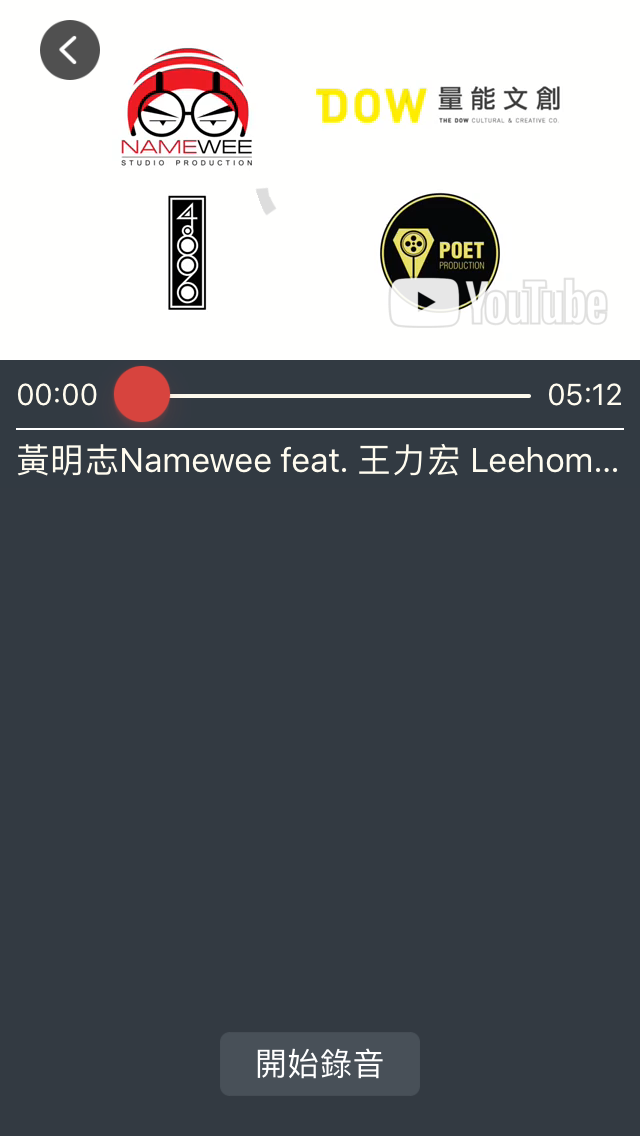 NAMEWEE
STUDIO PRODUCTION
DOW 量能文創
THE DOW CULTURAL & CREATIVE CO.
4800
POET
PRODUCTION
YouTube
00:00
05:12
黃明志Namewee feat. 王力宏 Leehom...
開始錄音